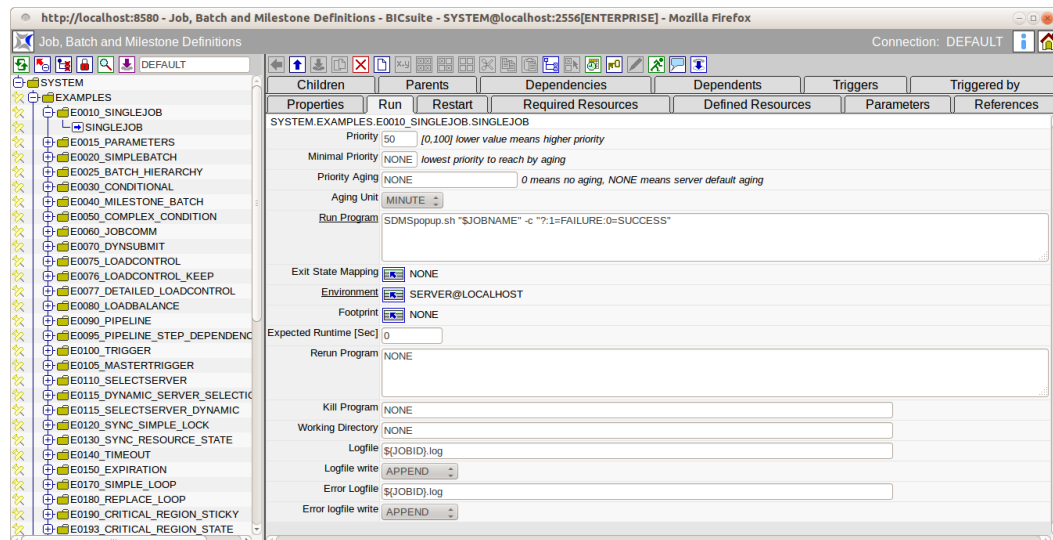 http://localhost:8580 - Job, Batch and Milestone Definitions - BICsuite - SYSTEM@localhost:2556[ENTERPRISE] - Mozilla Firefox
Job, Batch and Milestone Definitions
Connection: DEFAULT
DEFAULT
SYSTEM
EXAMPLES
E0010_SINGLEJOB
SINGLEJOB
E0015_PARAMETERS
E0020_SIMPLEBATCH
E0025_BATCH_HIERARCHY
E0030_CONDITIONAL
E0040_MILESTONE_BATCH
E0050_COMPLEX_CONDITION
E0060_JOBCOMM
E0070_DYNSUBMIT
E0075_LOADCONTROL
E0076_LOADCONTROL_KEEP
E0077_DETAILED_LOADCONTROL
E0080_LOADBALANCE
E0090_PIPELINE
E0095_PIPELINE_STEP_DEPENDENC
E0100_TRIGGER
E0105_MASTERTRIGGER
E0110_SELECTSERVER
E0115_DYNAMIC_SERVER_SELECTIO
E0115_SELECTSERVER_DYNAMIC
E0120_SYNC_SIMPLE_LOCK
E0130_SYNC_RESOURCE_STATE
E0140_TIMEOUT
E0150_EXPIRATION
E0170_SIMPLE_LOOP
E0180_REPLACE_LOOP
E0190_CRITICAL_REGION_STICKY
E0193_CRITICAL_REGION_STATE
Children Parents Dependencies Dependents Triggers Triggered by
Properties Run Restart Required Resources Defined Resources Parameters References
SYSTEM.EXAMPLES.E0010_SINGLEJOB.SINGLEJOB
Priority 50 [0,100] lower value means higher priority
Minimal Priority NONE lowest priority to reach by aging
Priority Aging NONE 0 means no aging, NONE means server default aging
Aging Unit MINUTE
Run Program SDMSpopup.sh "$JOBNAME" -c "?:1=FAILURE:0=SUCCESS"
Exit State Mapping NONE
Environment SERVER@LOCALHOST
Footprint NONE
Expected Runtime [Sec] 0
Rerun Program NONE
Kill Program NONE
Working Directory NONE
Logfile ${JOBID}.log
Logfile write APPEND
Error Logfile ${JOBID}.log
Error logfile write APPEND